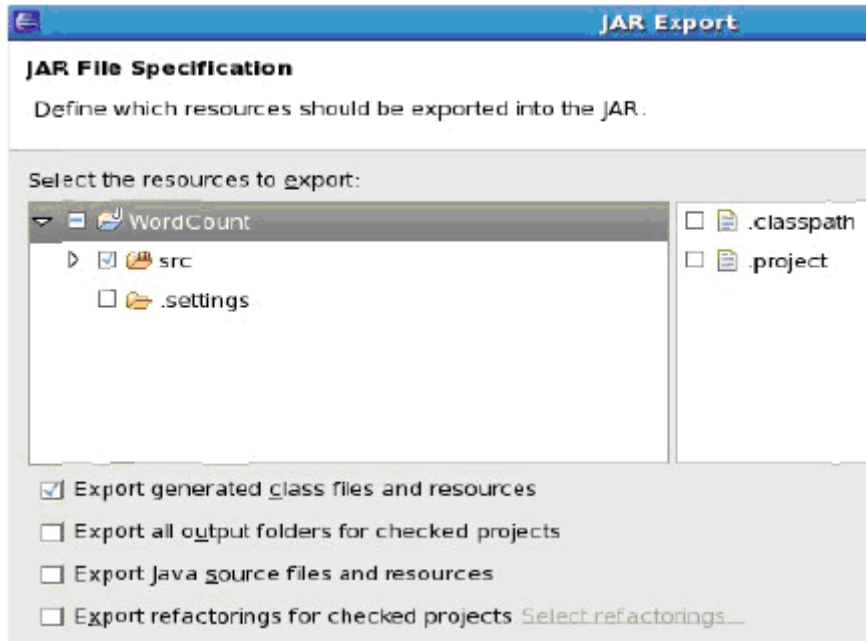 JAR Export
JAR File Specification
Define which resources should be exported into the JAR.
Select the resources to export:
WordCount
src
.settings
.classpath
.project
Export generated class files and resources
Export all output folders for checked projects
Export Java source files and resources
Export refactorings for checked projects. Select refactorings...